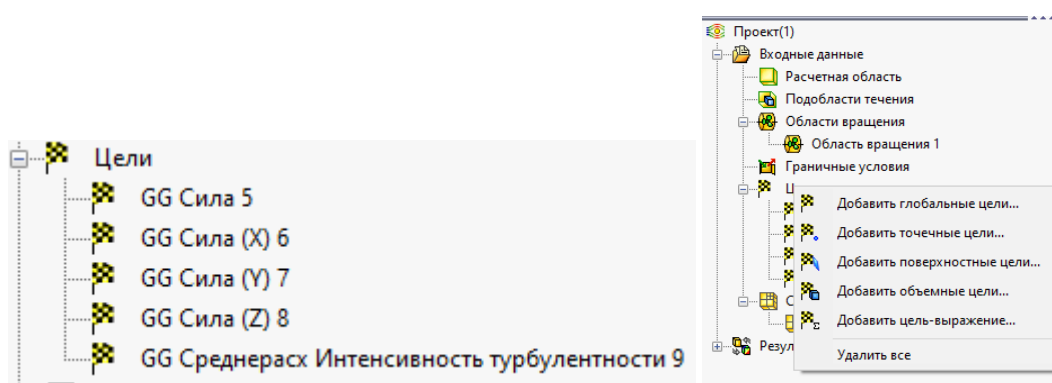 Цели
GG Сила 5
GG Сила (X) 6
GG Сила (Y) 7
GG Сила (Z) 8
GG Среднерасх Интенсивность турбулентности 9
Проект(1)
Входные данные
Расчетная область
Подобласти течения
Области вращения
Область вращения 1
Граничные условия
Добавить глобальные цели...
Добавить точечные цели...
Добавить поверхностные цели...
Добавить объемные цели...
Добавить цель-выражение...
Удалить все